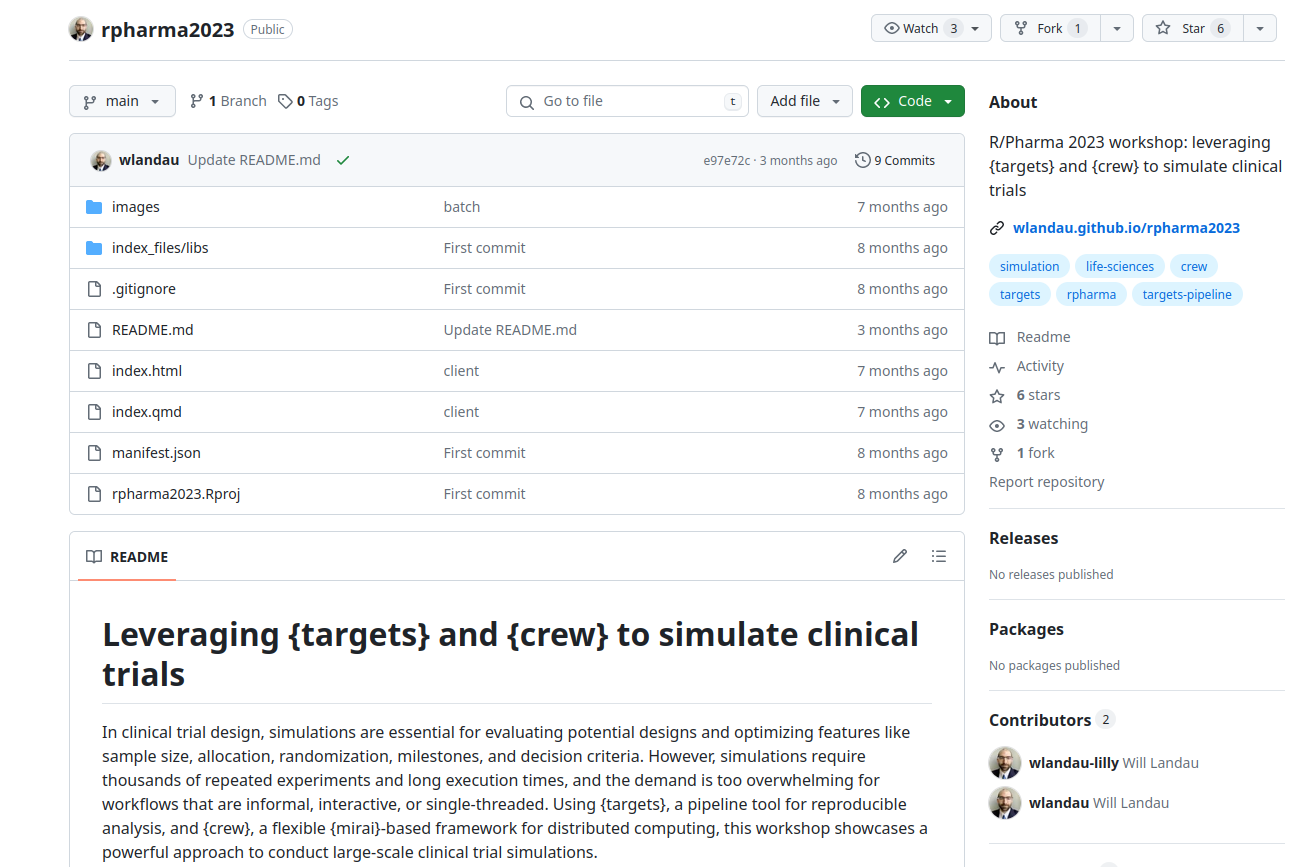 rpharma2023 Public Watch 3 Fork 1 Star 6
main 1 Branch 0 Tags Go to file t Add file Code
wlandau Update README.md e97e72c · 3 months ago 9 Commits
images batch 7 months ago
index_files/libs First commit 8 months ago
.gitignore First commit 8 months ago
README.md Update README.md 3 months ago
index.html client 7 months ago
index.qmd client 7 months ago
manifest.json First commit 8 months ago
rpharma2023.Rproj First commit 8 months ago
README
Leveraging {targets} and {crew} to simulate clinical
trials
In clinical trial design, simulations are essential for evaluating potential designs and optimizing features like
sample size, allocation, randomization, milestones, and decision criteria. However, simulations require
thousands of repeated experiments and long execution times, and the demand is too overwhelming for
workflows that are informal, interactive, or single-threaded. Using {targets}, a pipeline tool for reproducible
analysis, and {crew}, a flexible {mirai}-based framework for distributed computing, this workshop showcases a
powerful approach to conduct large-scale clinical trial simulations.
About
R/Pharma 2023 workshop: leveraging
{targets} and {crew} to simulate clinical
trials
wlandau.github.io/rpharma2023
simulation life-sciences crew
targets rpharma targets-pipeline
Readme
Activity
6 stars
3 watching
1 fork
Report repository
Releases
No releases published
Packages
No packages published
Contributors 2
wlandau-lilly Will Landau
wlandau Will Landau